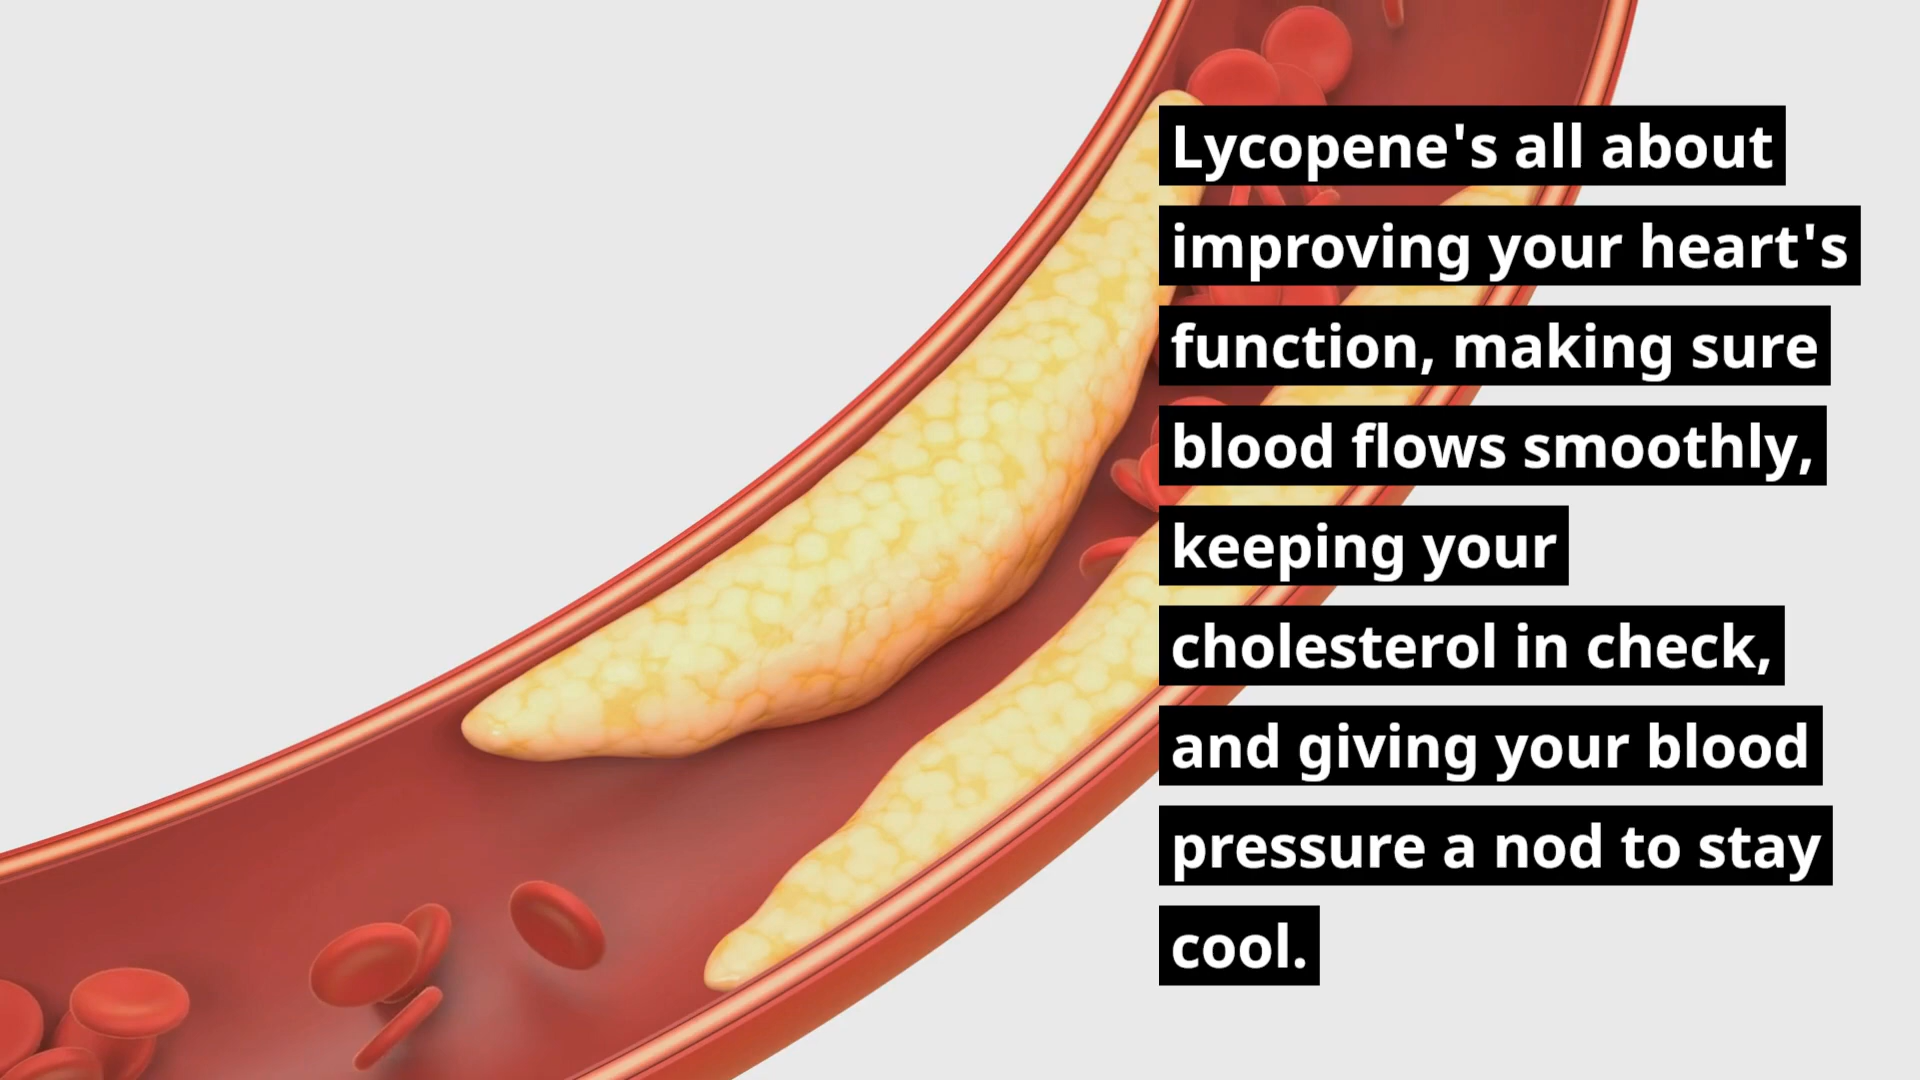 Lycopene's all about
improving your heart's
function, making sure
blood flows smoothly,
keeping your
cholesterol in check,
and giving your blood
pressure a nod to stay
cool.